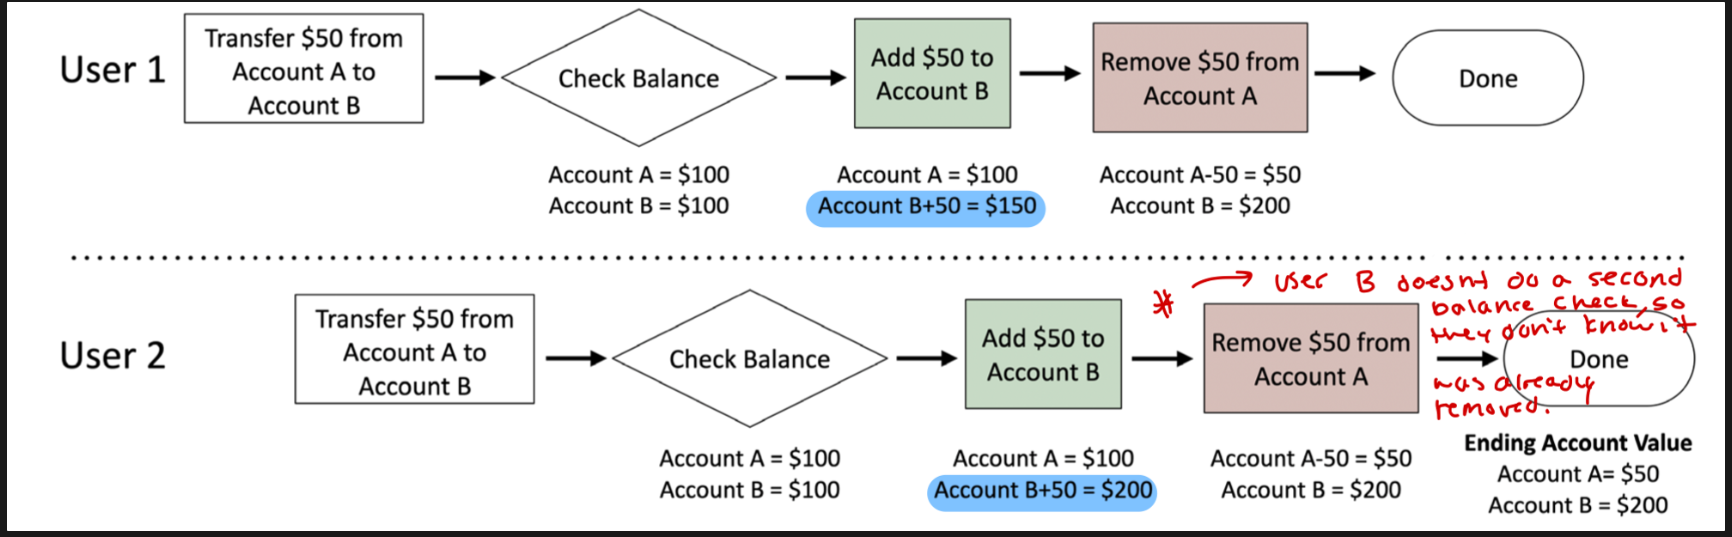 User 1
Transfer $50 from
Account A to
Account B
Check Balance
Add $50 to
Account B
Remove $50 from
Account A
Done
Account A = $100
Account B = $100
Account A = $100
Account B+50 = $150
Account A-50 = $50
Account B = $200
* → user B doesnt do a second
balance check, so
they don't know it
was already
removed.
User 2
Transfer $50 from
Account A to
Account B
Check Balance
Add $50 to
Account B
Remove $50 from
Account A
Done
Account A = $100
Account B = $100
Account A = $100
Account B+50 = $200
Account A-50 = $50
Account B = $200
Ending Account Value
Account A= $50
Account B = $200